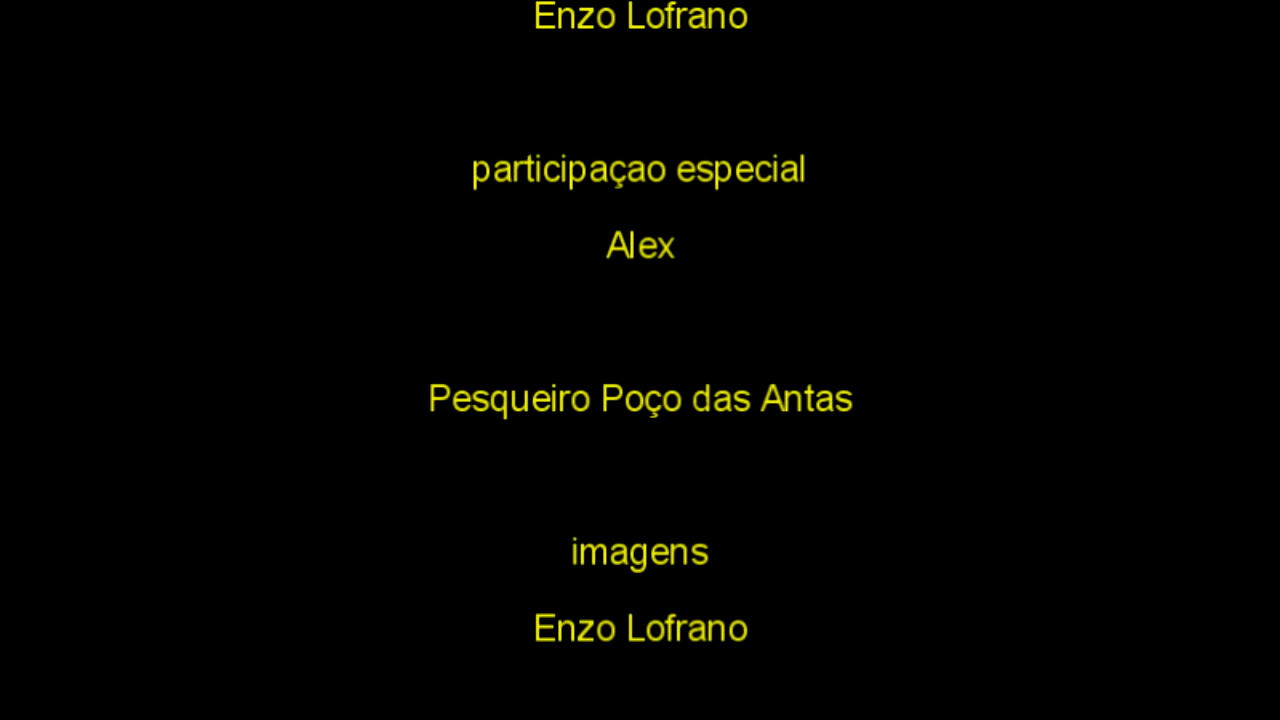 Enzo Lofrano
participaçao especial
Alex
Pesqueiro Poço das Antas
imagens
Enzo Lofrano